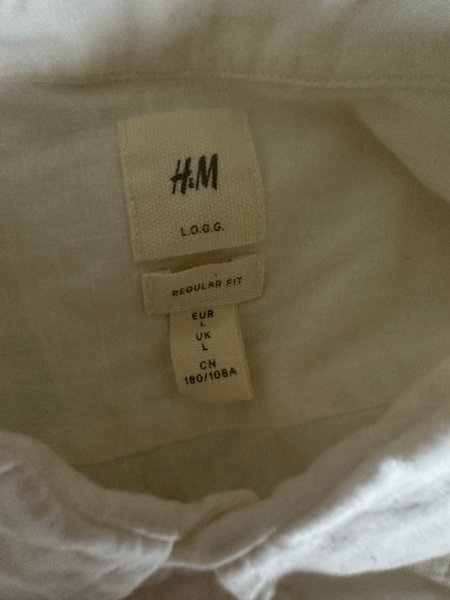 H&M
L.O.G.G.
REGULAR FIT
EUR
L
UK
L
CN
180/108A